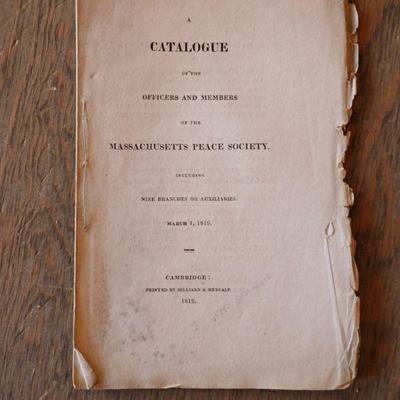 A
CATALOGUE
OF THE
OFFICERS AND MEMBERS
OF THE
MASSACHUSETTS PEACE SOCIETY.
INCLUDING
NINE BRANCHES OR AUXILIARIES.
MARCH 1, 1819.
CAMBRIDGE:
PRINTED BY HILLIARD & METCALF.
1819.